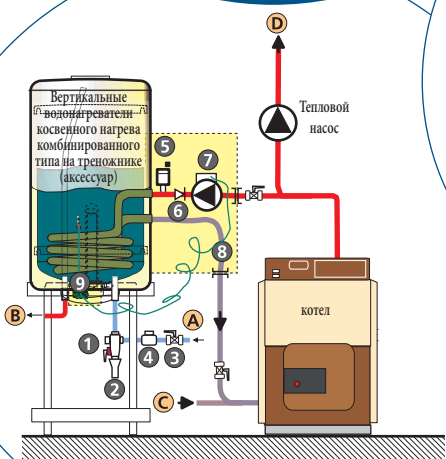 D
Вертикальные
водонагреватели
косвенного нагрева
комбинированного
типа на треножнике
(аксессуар)
Тепловой
насос
5
7
6
8
9
B
A
1
4
3
2
C
котел